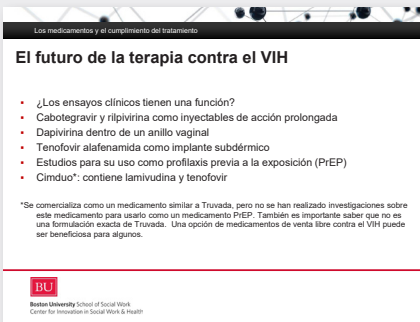 Los medicamentos y el cumplimiento del tratamiento
El futuro de la terapia contra el VIH
▪ ¿Los ensayos clínicos tienen una función?
▪ Cabotegravir y rilpivirina como inyectables de acción prolongada
▪ Dapivirina dentro de un anillo vaginal
▪ Tenofovir alafenamida como implante subdérmico
▪ Estudios para su uso como profilaxis previa a la exposición (PrEP)
▪ Cimduo*: contiene lamivudina y tenofovir
*Se comercializa como un medicamento similar a Truvada, pero no se han realizado investigaciones sobre
este medicamento para usarlo como un medicamento PrEP. También es importante saber que no es
una formulación exacta de Truvada. Una opción de medicamentos de venta libre contra el VIH puede
ser beneficiosa para algunos.
BU
Boston University School of Social Work
Center for Innovation in Social Work & Health